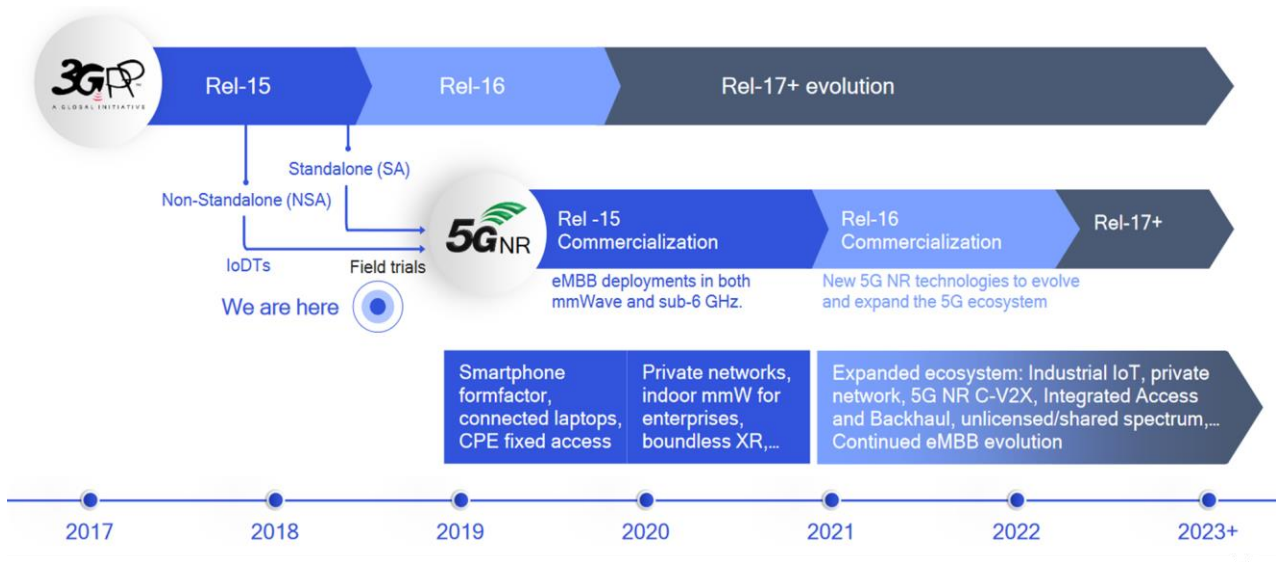 3GPP™
A GLOBAL INITIATIVE
Rel-15
Rel-16
Rel-17+ evolution
Standalone (SA)
Non-Standalone (NSA)
IoDTs
Field trials
We are here
5G NR
Rel -15
Commercialization
Rel-16
Commercialization
Rel-17+
eMBB deployments in both
mmWave and sub-6 GHz.
New 5G NR technologies to evolve
and expand the 5G ecosystem
Smartphone
formfactor,
connected laptops,
CPE fixed access
Private networks,
indoor mmW for
enterprises,
boundless XR,...
Expanded ecosystem: Industrial IoT, private
network, 5G NR C-V2X, Integrated Access
and Backhaul, unlicensed/shared spectrum,...
Continued eMBB evolution
2017
2018
2019
2020
2021
2022
2023+